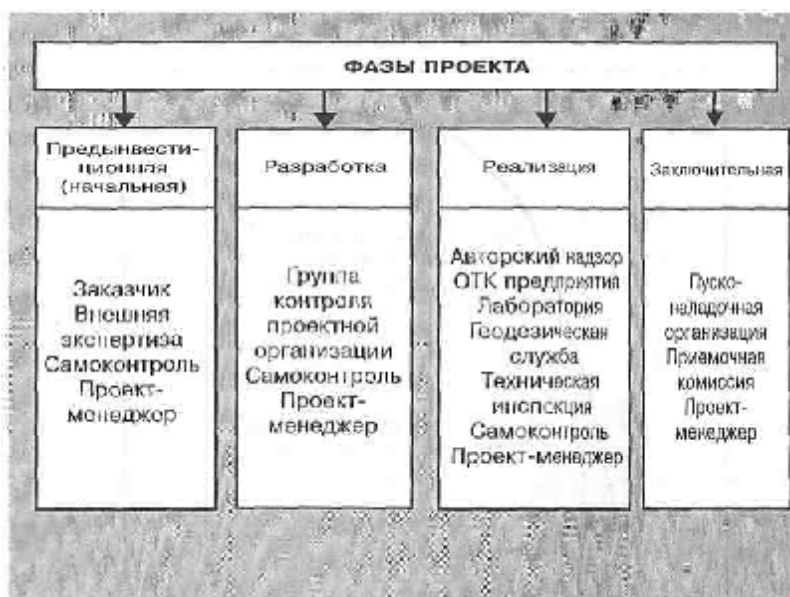 ФАЗЫ ПРОЕКТА
Предынвести-
ционная
(начальная)
Заказчик
Внешняя
экспертиза
Самоконтроль
Проект-
менеджер
Разработка
Группа
контроля
проектной
организации
Самоконтроль
Проект-
менеджер
Реализация
Авторский надзор
ОТК предприятия
Лаборатория
Геодезическая
служба
Техническая
инспекция
Самоконтроль
Проект-менеджер
Заключительная
Пуско-
наладочная
организация
Приемочная
комиссия
Проект-
менеджер